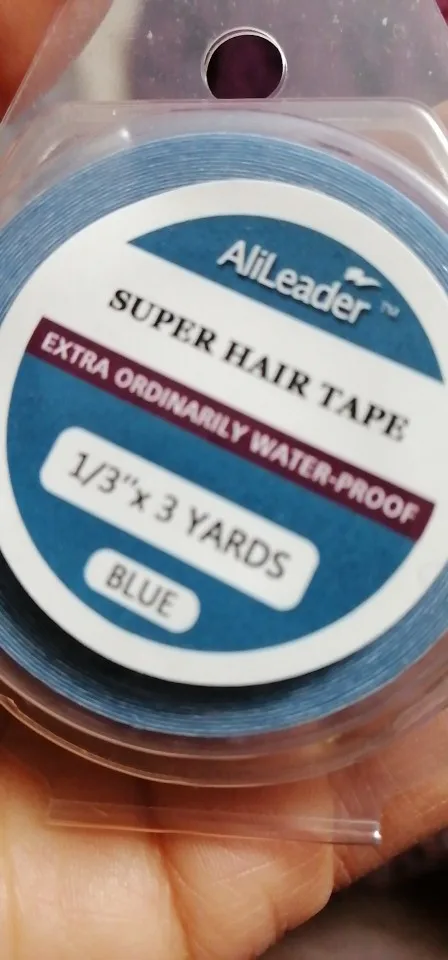 AliLeader™
SUPER HAIR TAPE
EXTRA ORDINARILY WATER-PROOF
1/3"x 3 YARDS
BLUE